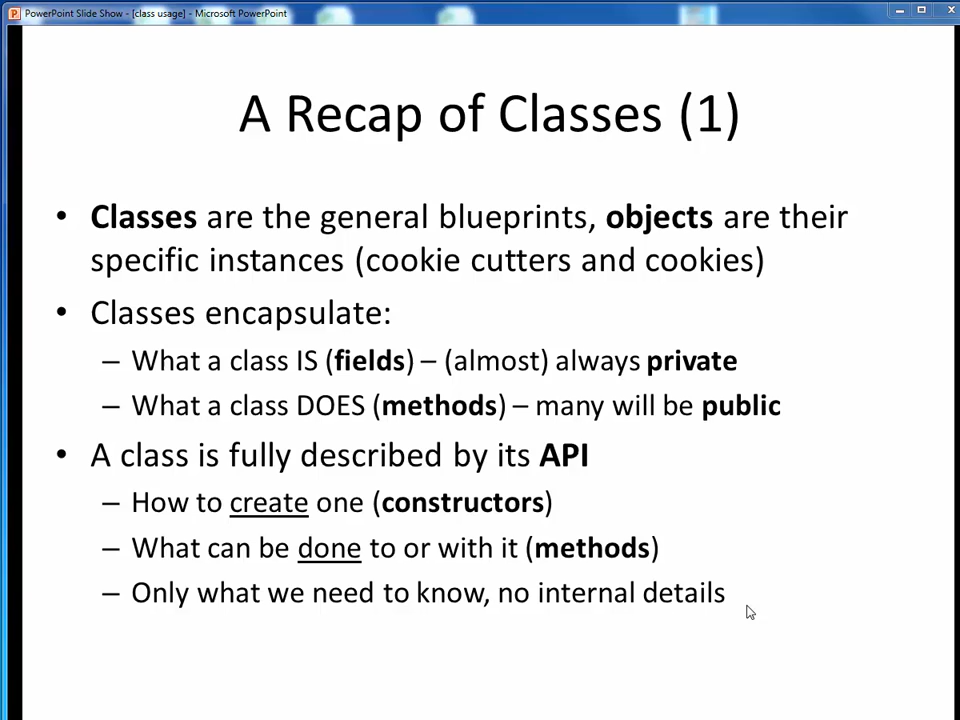 PowerPoint Slide Show - [class usage] - Microsoft PowerPoint
A Recap of Classes (1)
• Classes are the general blueprints, objects are their
specific instances (cookie cutters and cookies)
• Classes encapsulate:
– What a class IS (fields) – (almost) always private
– What a class DOES (methods) – many will be public
• A class is fully described by its API
– How to create one (constructors)
– What can be done to or with it (methods)
– Only what we need to know, no internal details